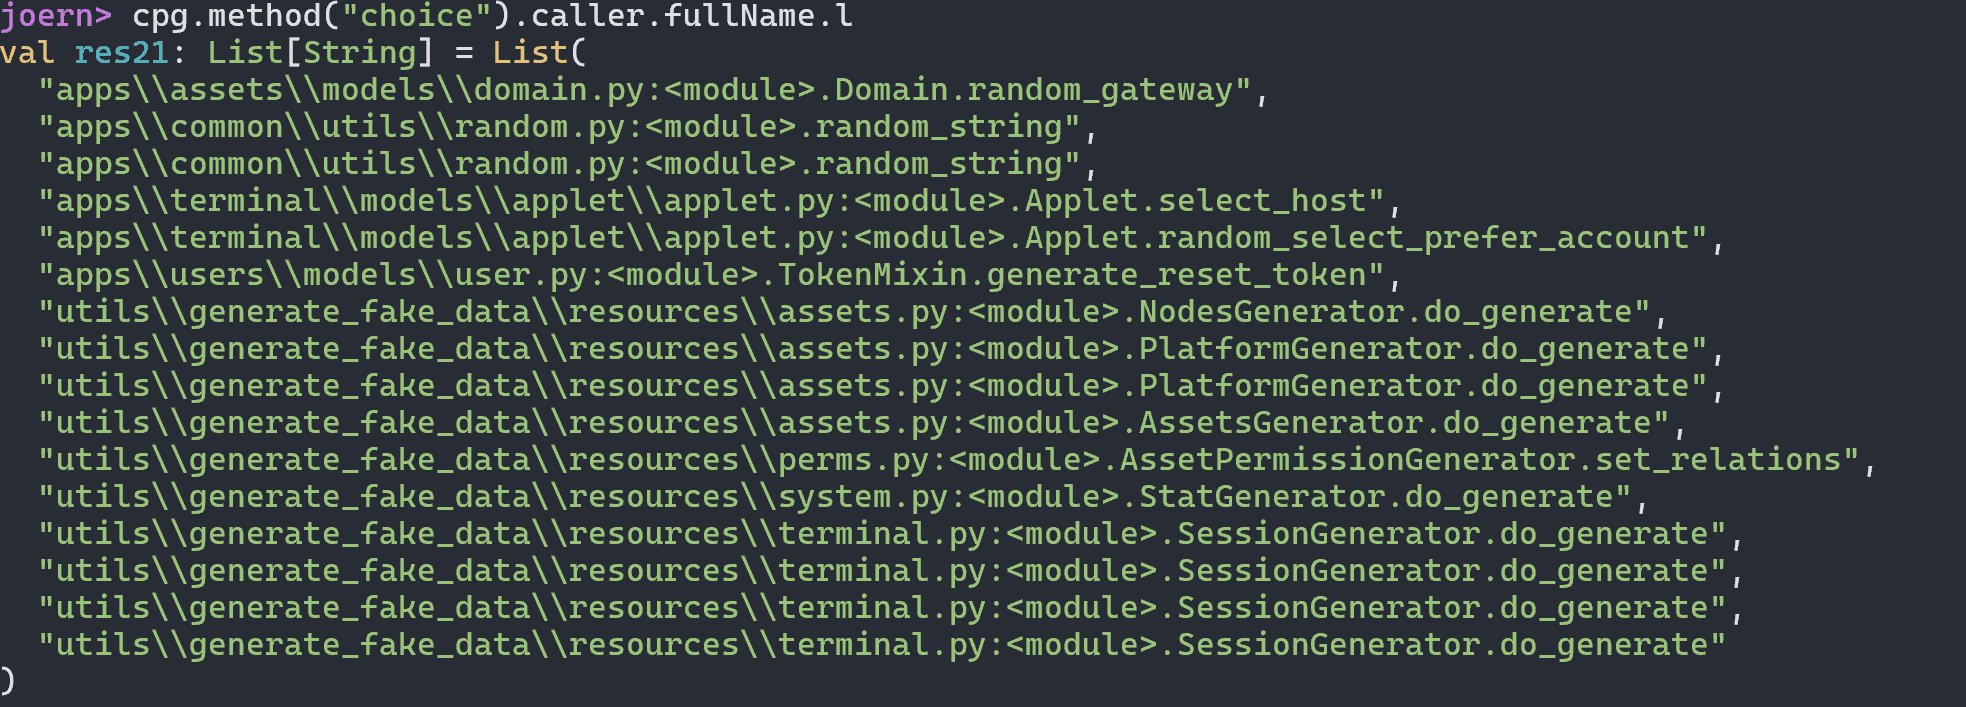 joern> cpg.method("choice").caller.fullName.l
val res21: List[String] = List(
  "apps\\assets\\models\\domain.py:<module>.Domain.random_gateway",
  "apps\\common\\utils\\random.py:<module>.random_string",
  "apps\\common\\utils\\random.py:<module>.random_string",
  "apps\\terminal\\models\\applet\\applet.py:<module>.Applet.select_host",
  "apps\\terminal\\models\\applet\\applet.py:<module>.Applet.random_select_prefer_account",
  "apps\\users\\models\\user.py:<module>.TokenMixin.generate_reset_token",
  "utils\\generate_fake_data\\resources\\assets.py:<module>.NodesGenerator.do_generate",
  "utils\\generate_fake_data\\resources\\assets.py:<module>.PlatformGenerator.do_generate",
  "utils\\generate_fake_data\\resources\\assets.py:<module>.PlatformGenerator.do_generate",
  "utils\\generate_fake_data\\resources\\assets.py:<module>.AssetsGenerator.do_generate",
  "utils\\generate_fake_data\\resources\\perms.py:<module>.AssetPermissionGenerator.set_relations",
  "utils\\generate_fake_data\\resources\\system.py:<module>.StatGenerator.do_generate",
  "utils\\generate_fake_data\\resources\\terminal.py:<module>.SessionGenerator.do_generate",
  "utils\\generate_fake_data\\resources\\terminal.py:<module>.SessionGenerator.do_generate",
  "utils\\generate_fake_data\\resources\\terminal.py:<module>.SessionGenerator.do_generate",
  "utils\\generate_fake_data\\resources\\terminal.py:<module>.SessionGenerator.do_generate"
)